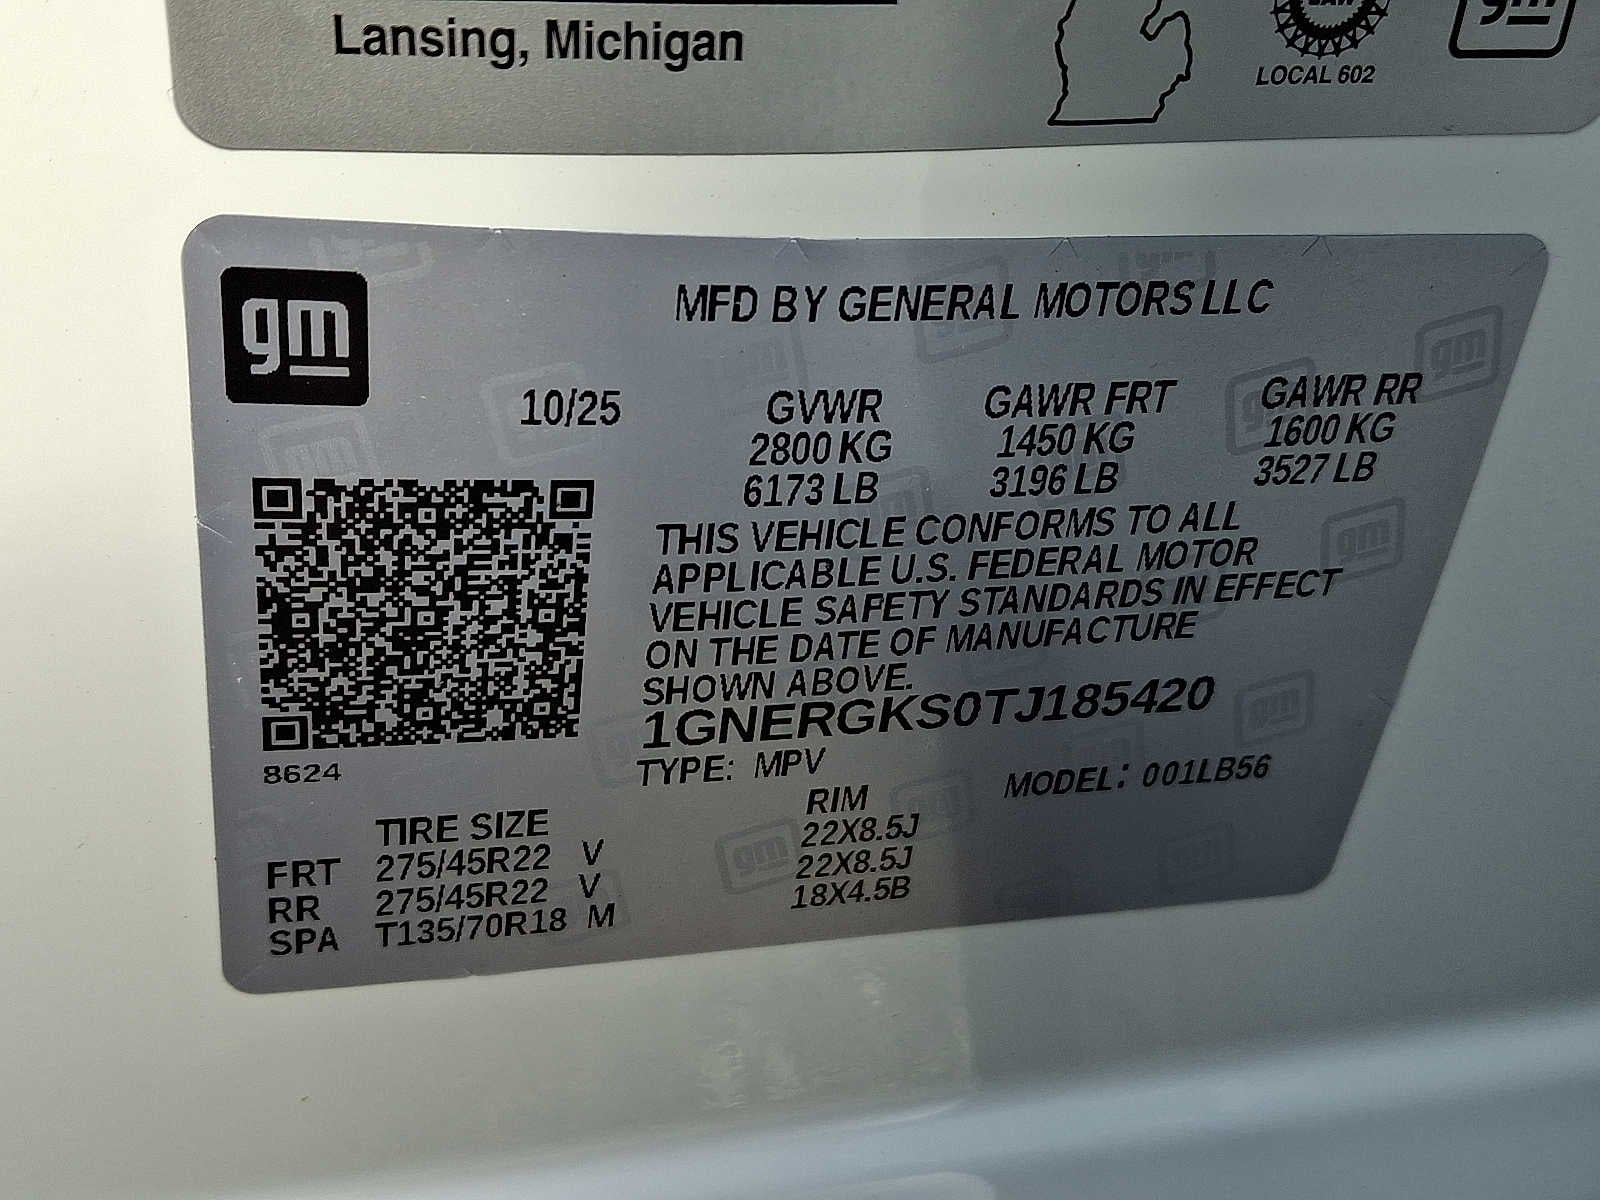 Lansing, Michigan
LOCAL 602
gm
gm
MFD BY GENERAL MOTORS LLC
10/25
GVWR GAWR FRT GAWR RR
2800 KG 1450 KG 1600 KG
6173 LB 3196 LB 3527 LB
THIS VEHICLE CONFORMS TO ALL
APPLICABLE U.S. FEDERAL MOTOR
VEHICLE SAFETY STANDARDS IN EFFECT
ON THE DATE OF MANUFACTURE
SHOWN ABOVE.
1GNERGKS0TJ185420
8624
TYPE: MPV MODEL: 001LB56
TIRE SIZE RIM
FRT 275/45R22 V 22X8.5J
RR 275/45R22 V 22X8.5J
SPA T135/70R18 M 18X4.5B